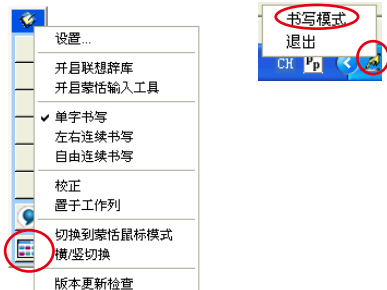 设置...
开启联想辞库
开启蒙恬输入工具
单字书写
左右连续书写
自由连续书写
校正
置于工作列
切换到蒙恬鼠标模式
横/竖切换
版本更新检查
书写模式
退出
CH Pp